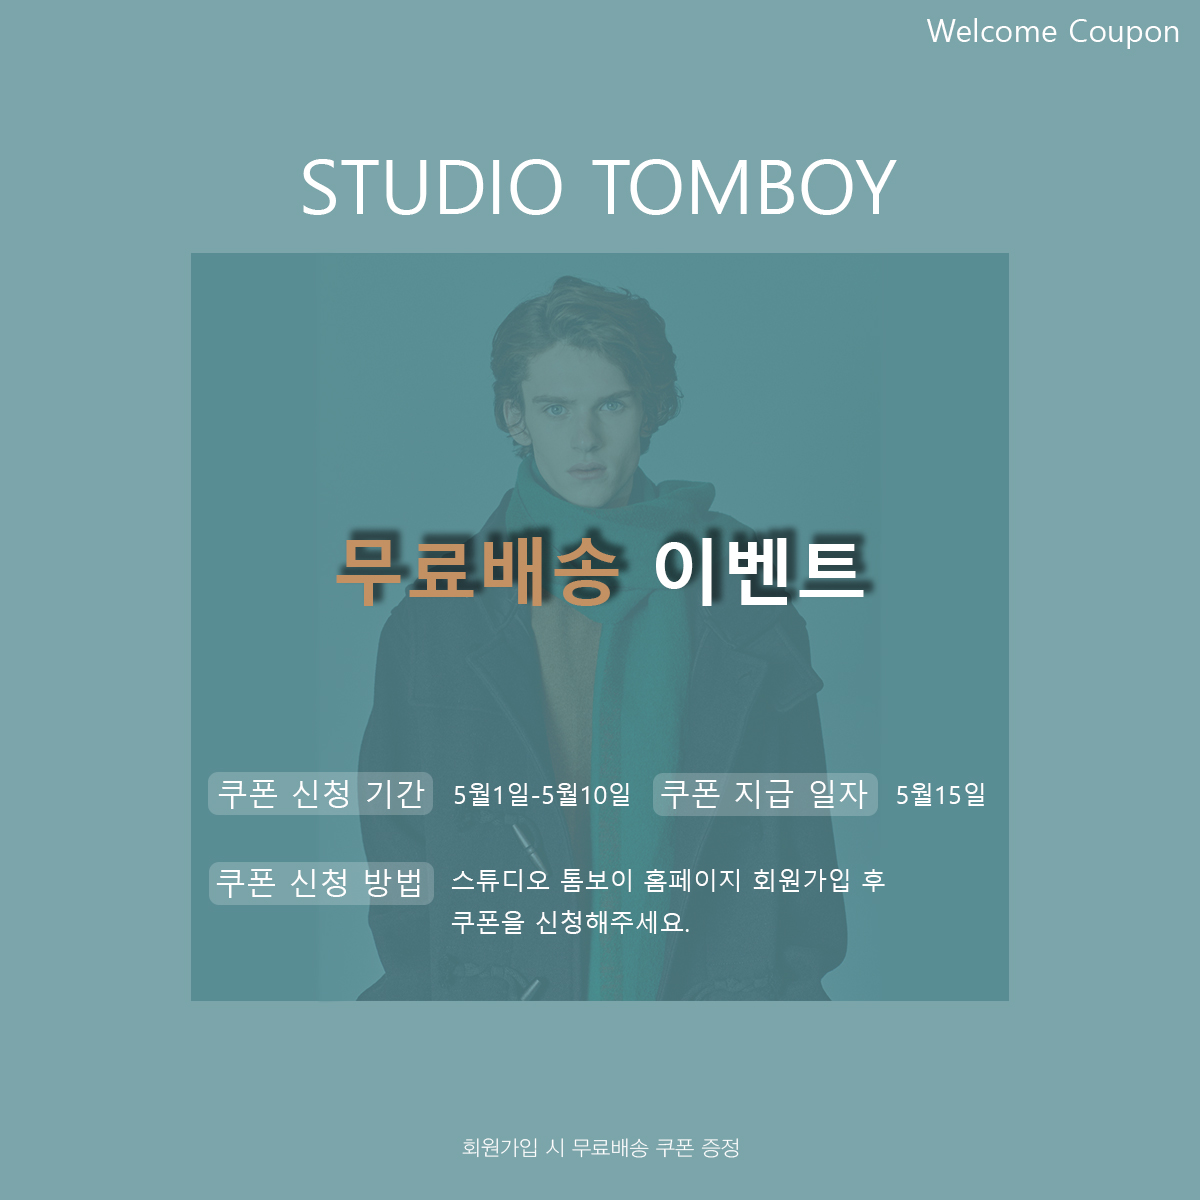 Welcome Coupon
STUDIO TOMBOY
무료배송 이벤트
쿠폰 신청 기간 5월1일-5월10일 쿠폰 지급 일자 5월15일
쿠폰 신청 방법 스튜디오 톰보이 홈페이지 회원가입 후
쿠폰을 신청해주세요.
회원가입 시 무료배송 쿠폰 증정